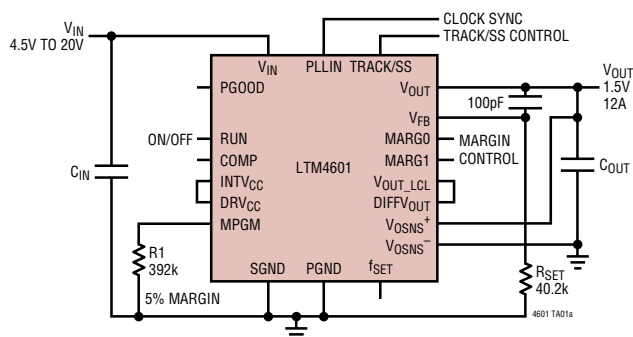 CLOCK SYNC
TRACK/SS CONTROL
VIN
4.5V TO 20V
VIN
PLLIN
TRACK/SS
PGOOD
VOUT
VOUT
1.5V
12A
100pF
VFB
ON/OFF
RUN
MARG0
MARGIN
CONTROL
COMP
LTM4601
MARG1
CIN
INTVCC
VOUT_LCL
COUT
DRVCC
DIFFVOUT
MPGM
VOSNS+
VOSNS–
R1
392k
5% MARGIN
SGND
PGND
fSET
RSET
40.2k
4601 TA01a